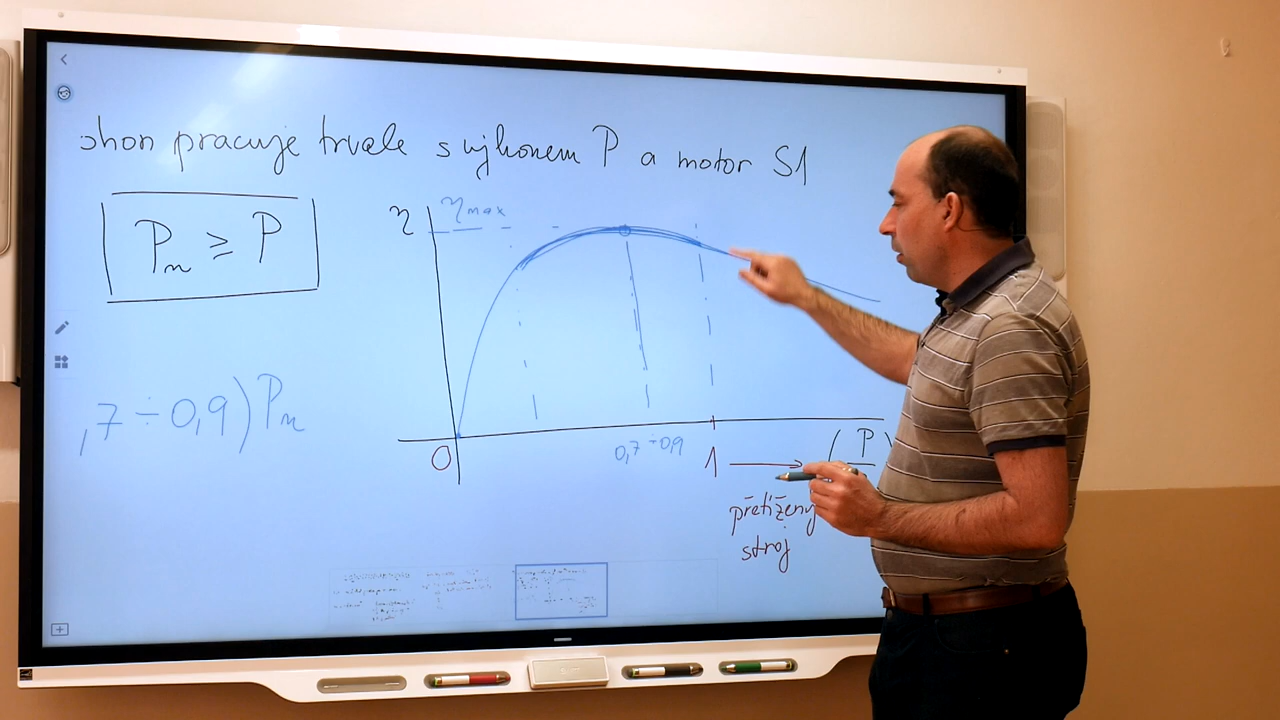 ohon pracuje trvale s výkonem P a motor S1
Pn ≥ P
η ηmax
,7 ÷ 0,9) Pn
0 0,7 ÷ 0,9 1 → (P
přetížený
stroj